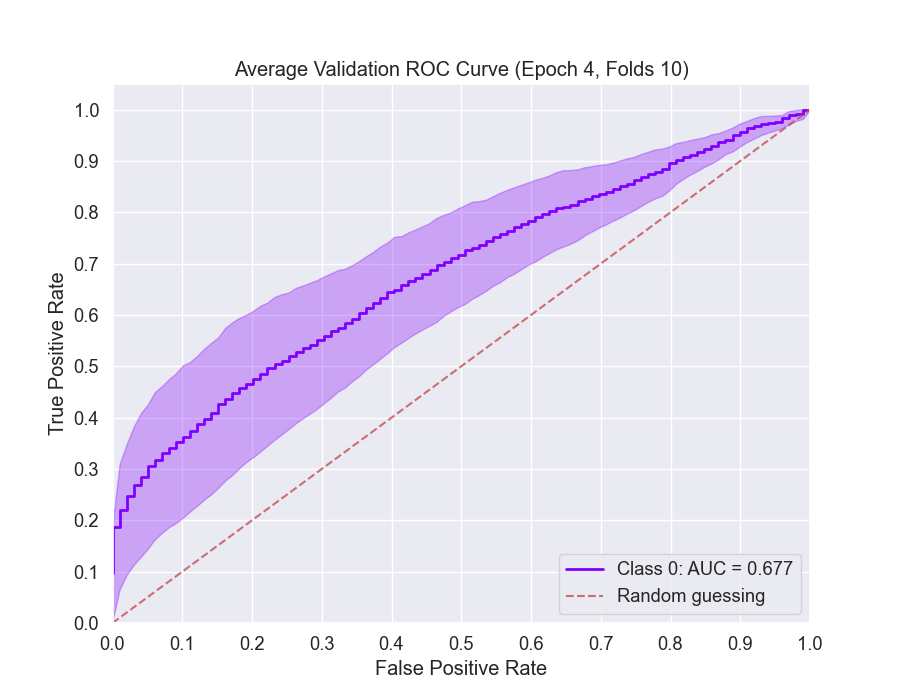 Average Validation ROC Curve (Epoch 4, Folds 10)
1.0
0.9
0.8
0.7
0.6
0.5
0.4
0.3
0.2
0.1
0.0
True Positive Rate
Class 0: AUC = 0.677
Random guessing
0.0 0.1 0.2 0.3 0.4 0.5 0.6 0.7 0.8 0.9 1.0
False Positive Rate